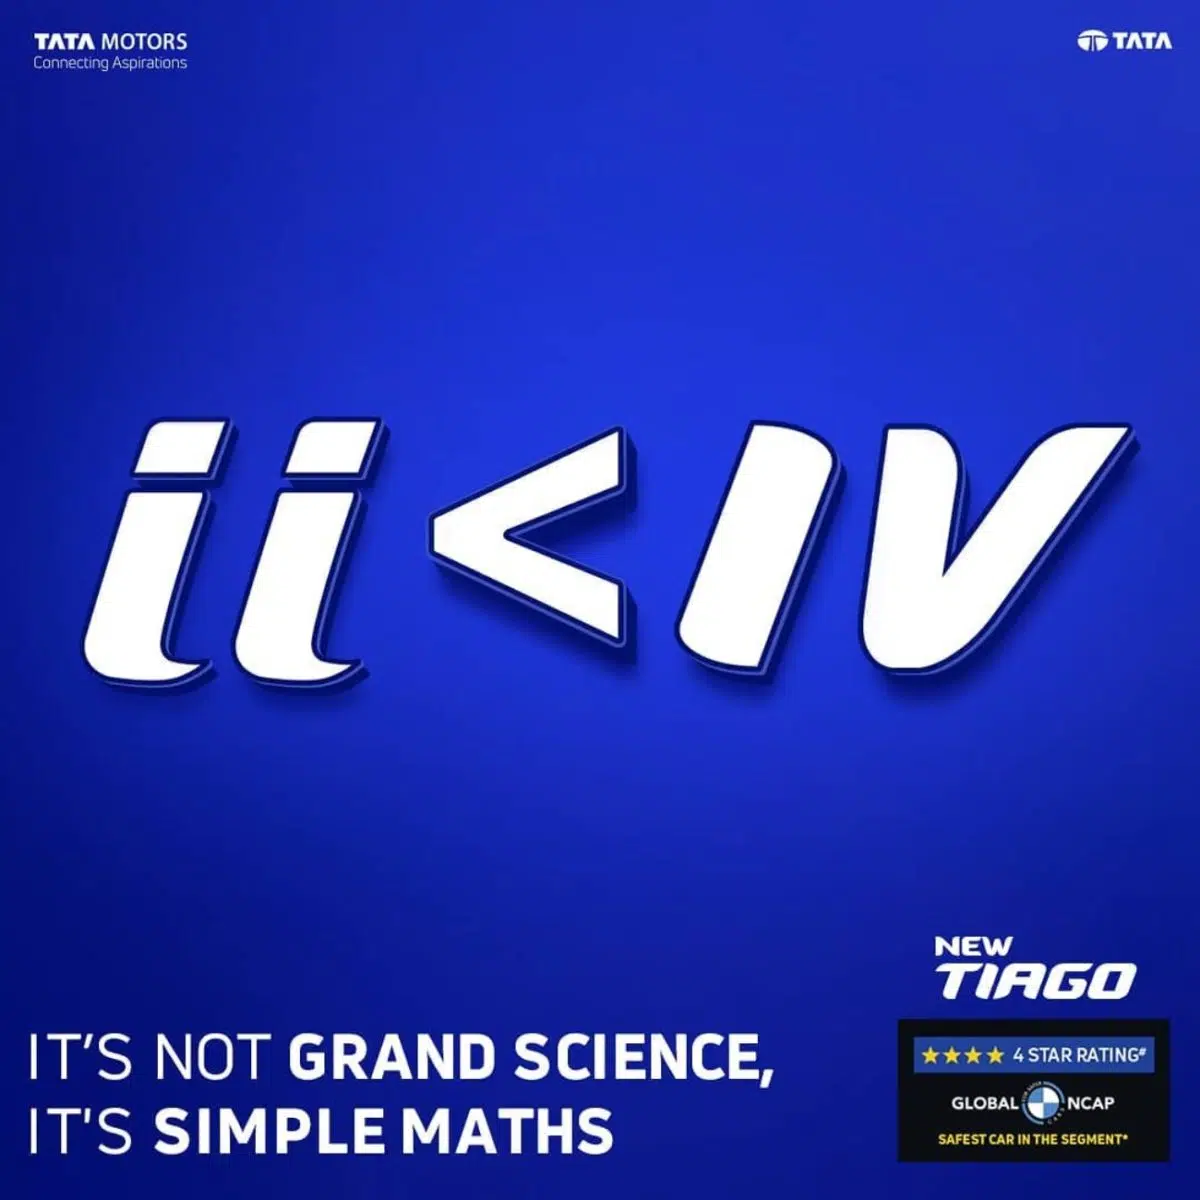 TATA MOTORS
Connecting Aspirations
TATA
ii<IV
NEW
TIAGO
IT'S NOT GRAND SCIENCE,
IT'S SIMPLE MATHS
4 STAR RATING#
GLOBAL NCAP
SAFEST CAR IN THE SEGMENT*